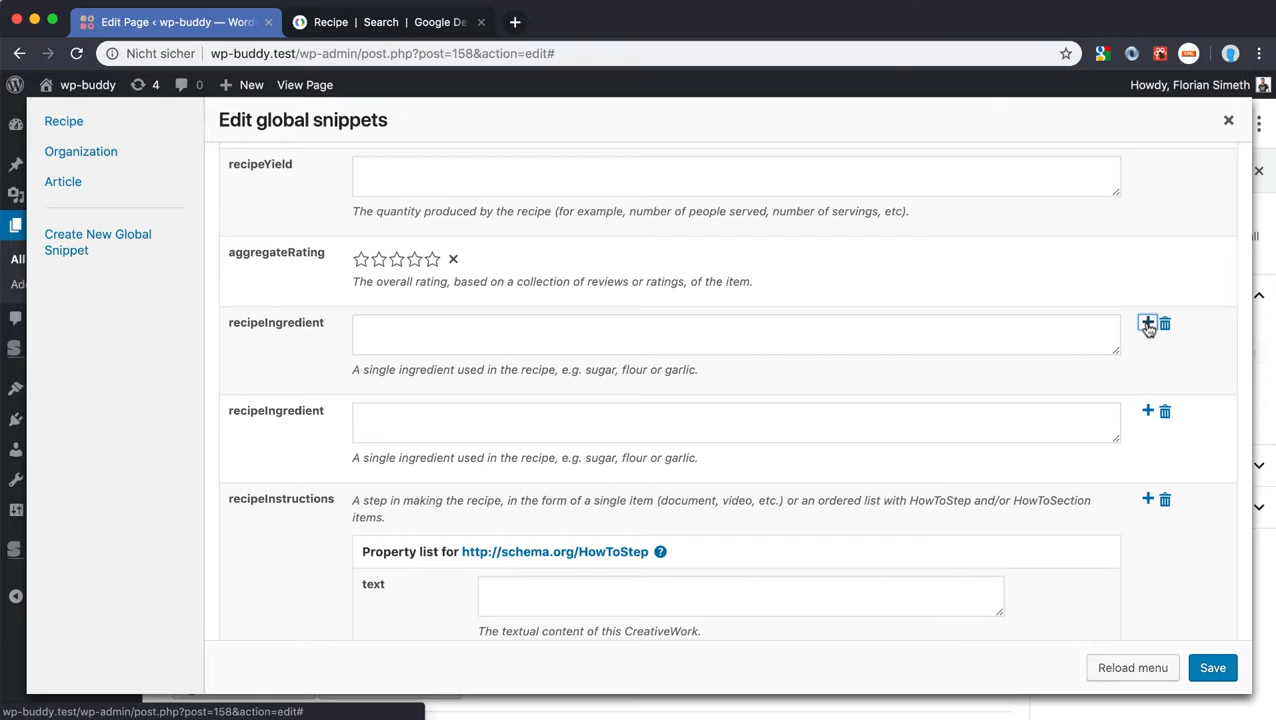 Edit Page ‹ wp-buddy — Word
Recipe | Search | Google De
Nicht sicher wp-buddy.test/wp-admin/post.php?post=158&action=edit#
wp-buddy 4 0 New View Page Howdy, Florian Simeth
Recipe
Organization
Article
Create New Global Snippet
All
Ad
Edit global snippets
recipeYield
The quantity produced by the recipe (for example, number of people served, number of servings, etc).
aggregateRating
The overall rating, based on a collection of reviews or ratings, of the item.
recipeIngredient
A single ingredient used in the recipe, e.g. sugar, flour or garlic.
recipeIngredient
A single ingredient used in the recipe, e.g. sugar, flour or garlic.
recipeInstructions
A step in making the recipe, in the form of a single item (document, video, etc.) or an ordered list with HowToStep and/or HowToSection
items.
Property list for http://schema.org/HowToStep
text
The textual content of this CreativeWork.
Reload menu Save
wp-buddy.test/wp-admin/post.php?post=158&action=edit#